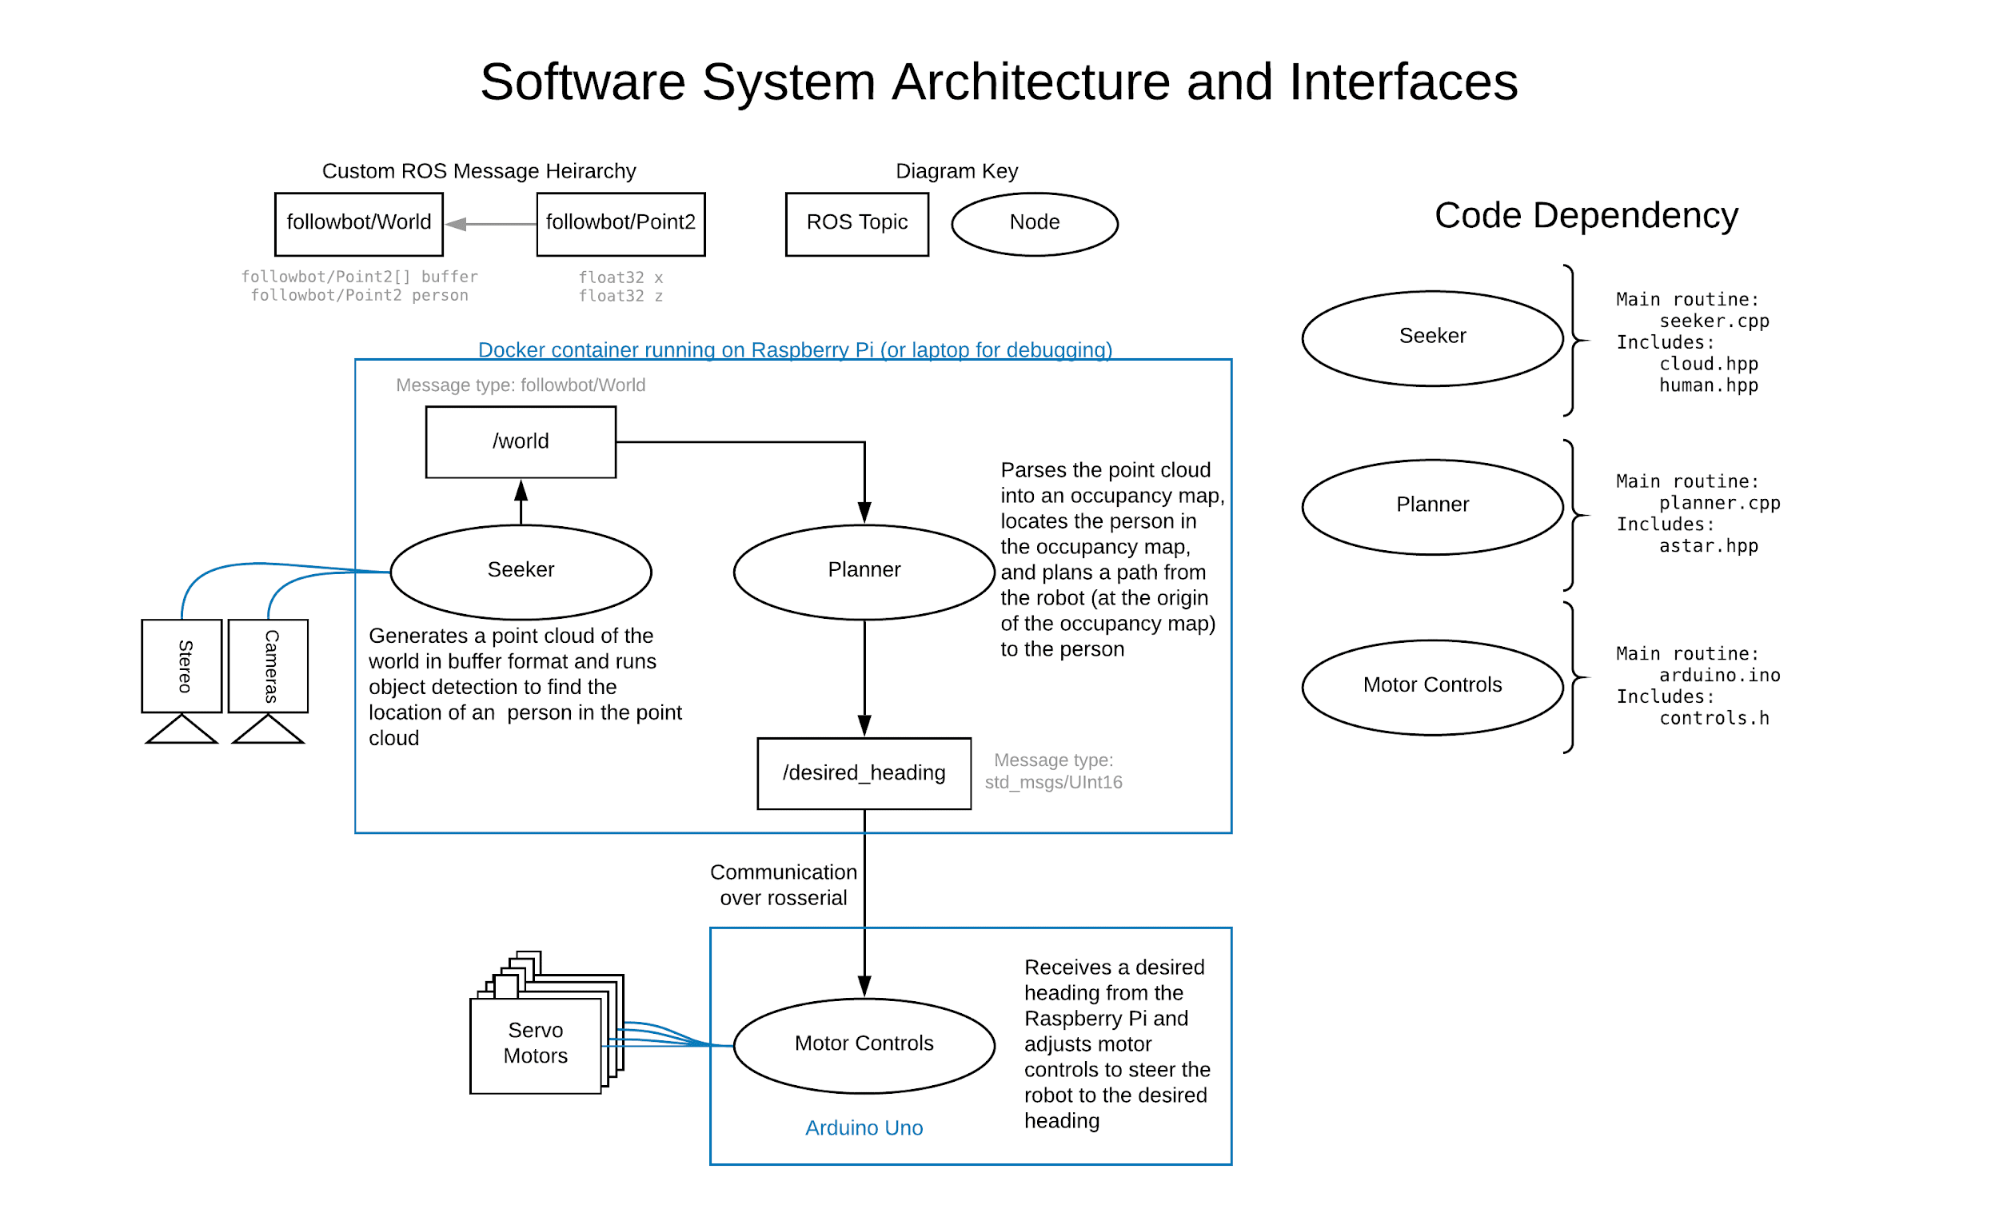 Software System Architecture and Interfaces
Custom ROS Message Heirarchy
followbot/World
followbot/Point2
followbot/Point2[] buffer
followbot/Point2 person
float32 x
float32 z
Diagram Key
ROS Topic
Node
Code Dependency
Seeker
Main routine:
seeker.cpp
Includes:
cloud.hpp
human.hpp
Planner
Main routine:
planner.cpp
Includes:
astar.hpp
Motor Controls
Main routine:
arduino.ino
Includes:
controls.h
Docker container running on Raspberry Pi (or laptop for debugging)
Message type: followbot/World
/world
Seeker
Stereo
Cameras
Generates a point cloud of the
world in buffer format and runs
object detection to find the
location of an  person in the point
cloud
Planner
Parses the point cloud
into an occupancy map,
locates the person in
the occupancy map,
and plans a path from
the robot (at the origin
of the occupancy map)
to the person
/desired_heading
Message type:
std_msgs/UInt16
Communication
over rosserial
Servo
Motors
Motor Controls
Arduino Uno
Receives a desired
heading from the
Raspberry Pi and
adjusts motor
controls to steer the
robot to the desired
heading